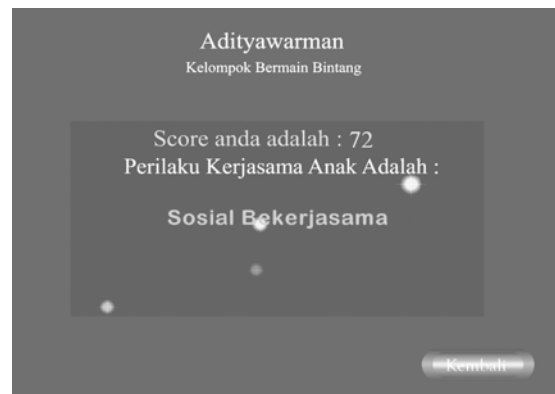 Adityawarman
Kelompok Bermain Bintang
Score anda adalah : 72
Perilaku Kerjasama Anak Adalah :
Sosial Bekerjasama
Kembali